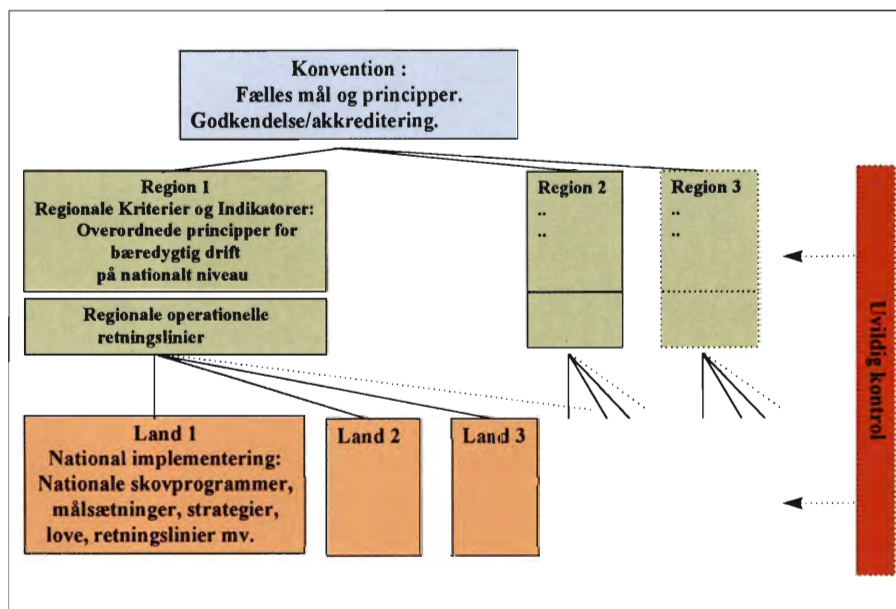 Konvention :
Fælles mål og principper.
Godkendelse/akkreditering.
Region 1
Regionale Kriterier og Indikatorer:
Overordnede principper for
bæredygtig drift
på nationalt niveau
Regionale operationelle
retningslinier
Region 2
..
..
Region 3
..
..
Uvildig kontrol
Land 1
National implementering:
Nationale skovprogrammer,
målsætninger, strategier,
love, retningslinier mv.
Land 2
Land 3